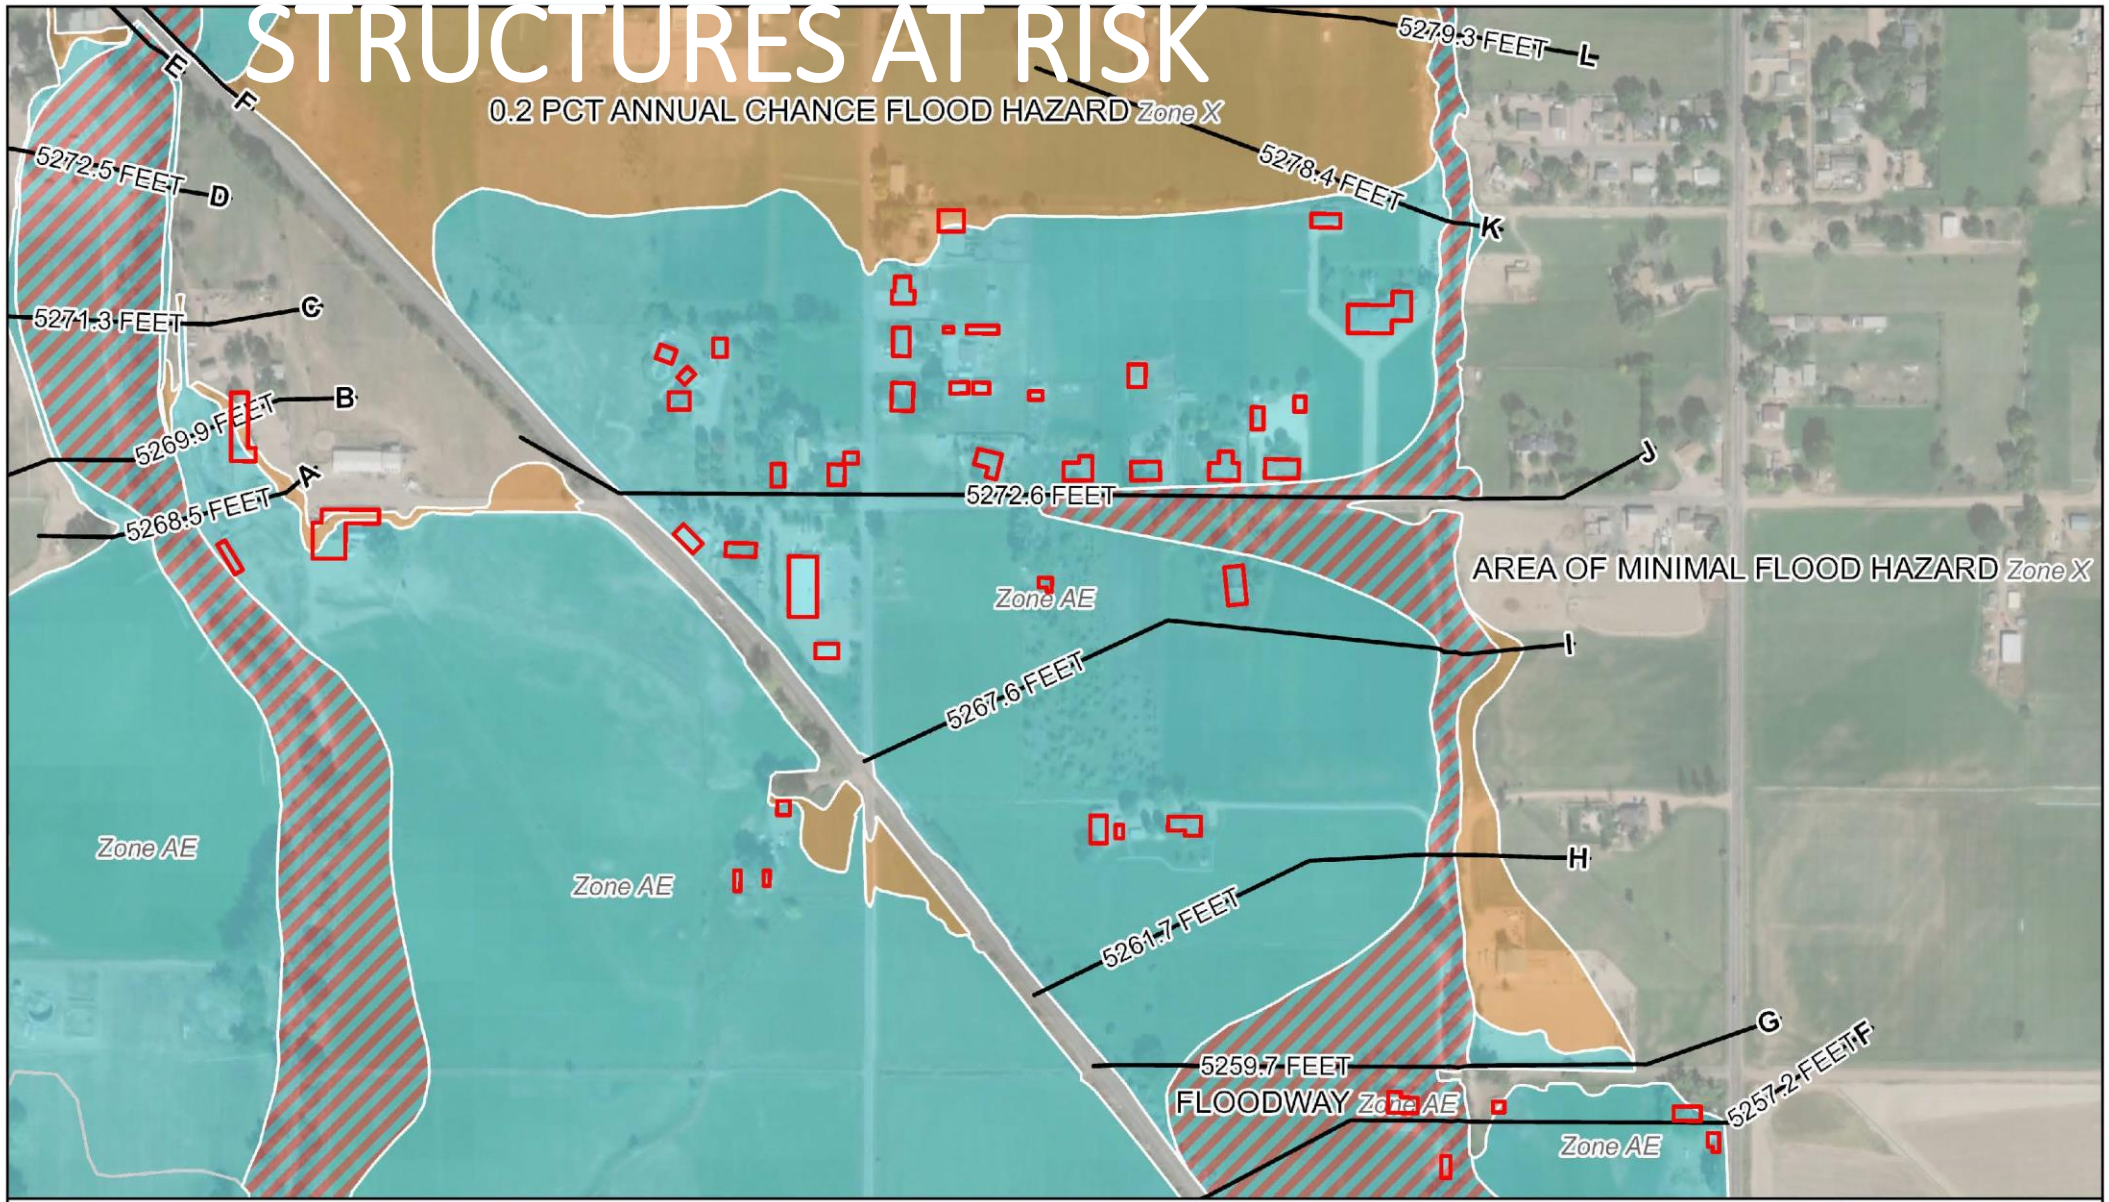 STRUCTURES AT RISK
5279.3 FEET L
E
F
0.2 PCT ANNUAL CHANCE FLOOD HAZARD Zone X
5272.5 FEET D
5278.4 FEET
K
5271.3 FEET C
5269.9 FEET B
5268.5 FEET A
J
5272.6 FEET
AREA OF MINIMAL FLOOD HAZARD Zone X
Zone AE
I
5267.6 FEET
Zone AE
Zone AE
H
5261.7 FEET
G
5259.7 FEET
5257.2 FEET F
FLOODWAY Zone AE
Zone AE